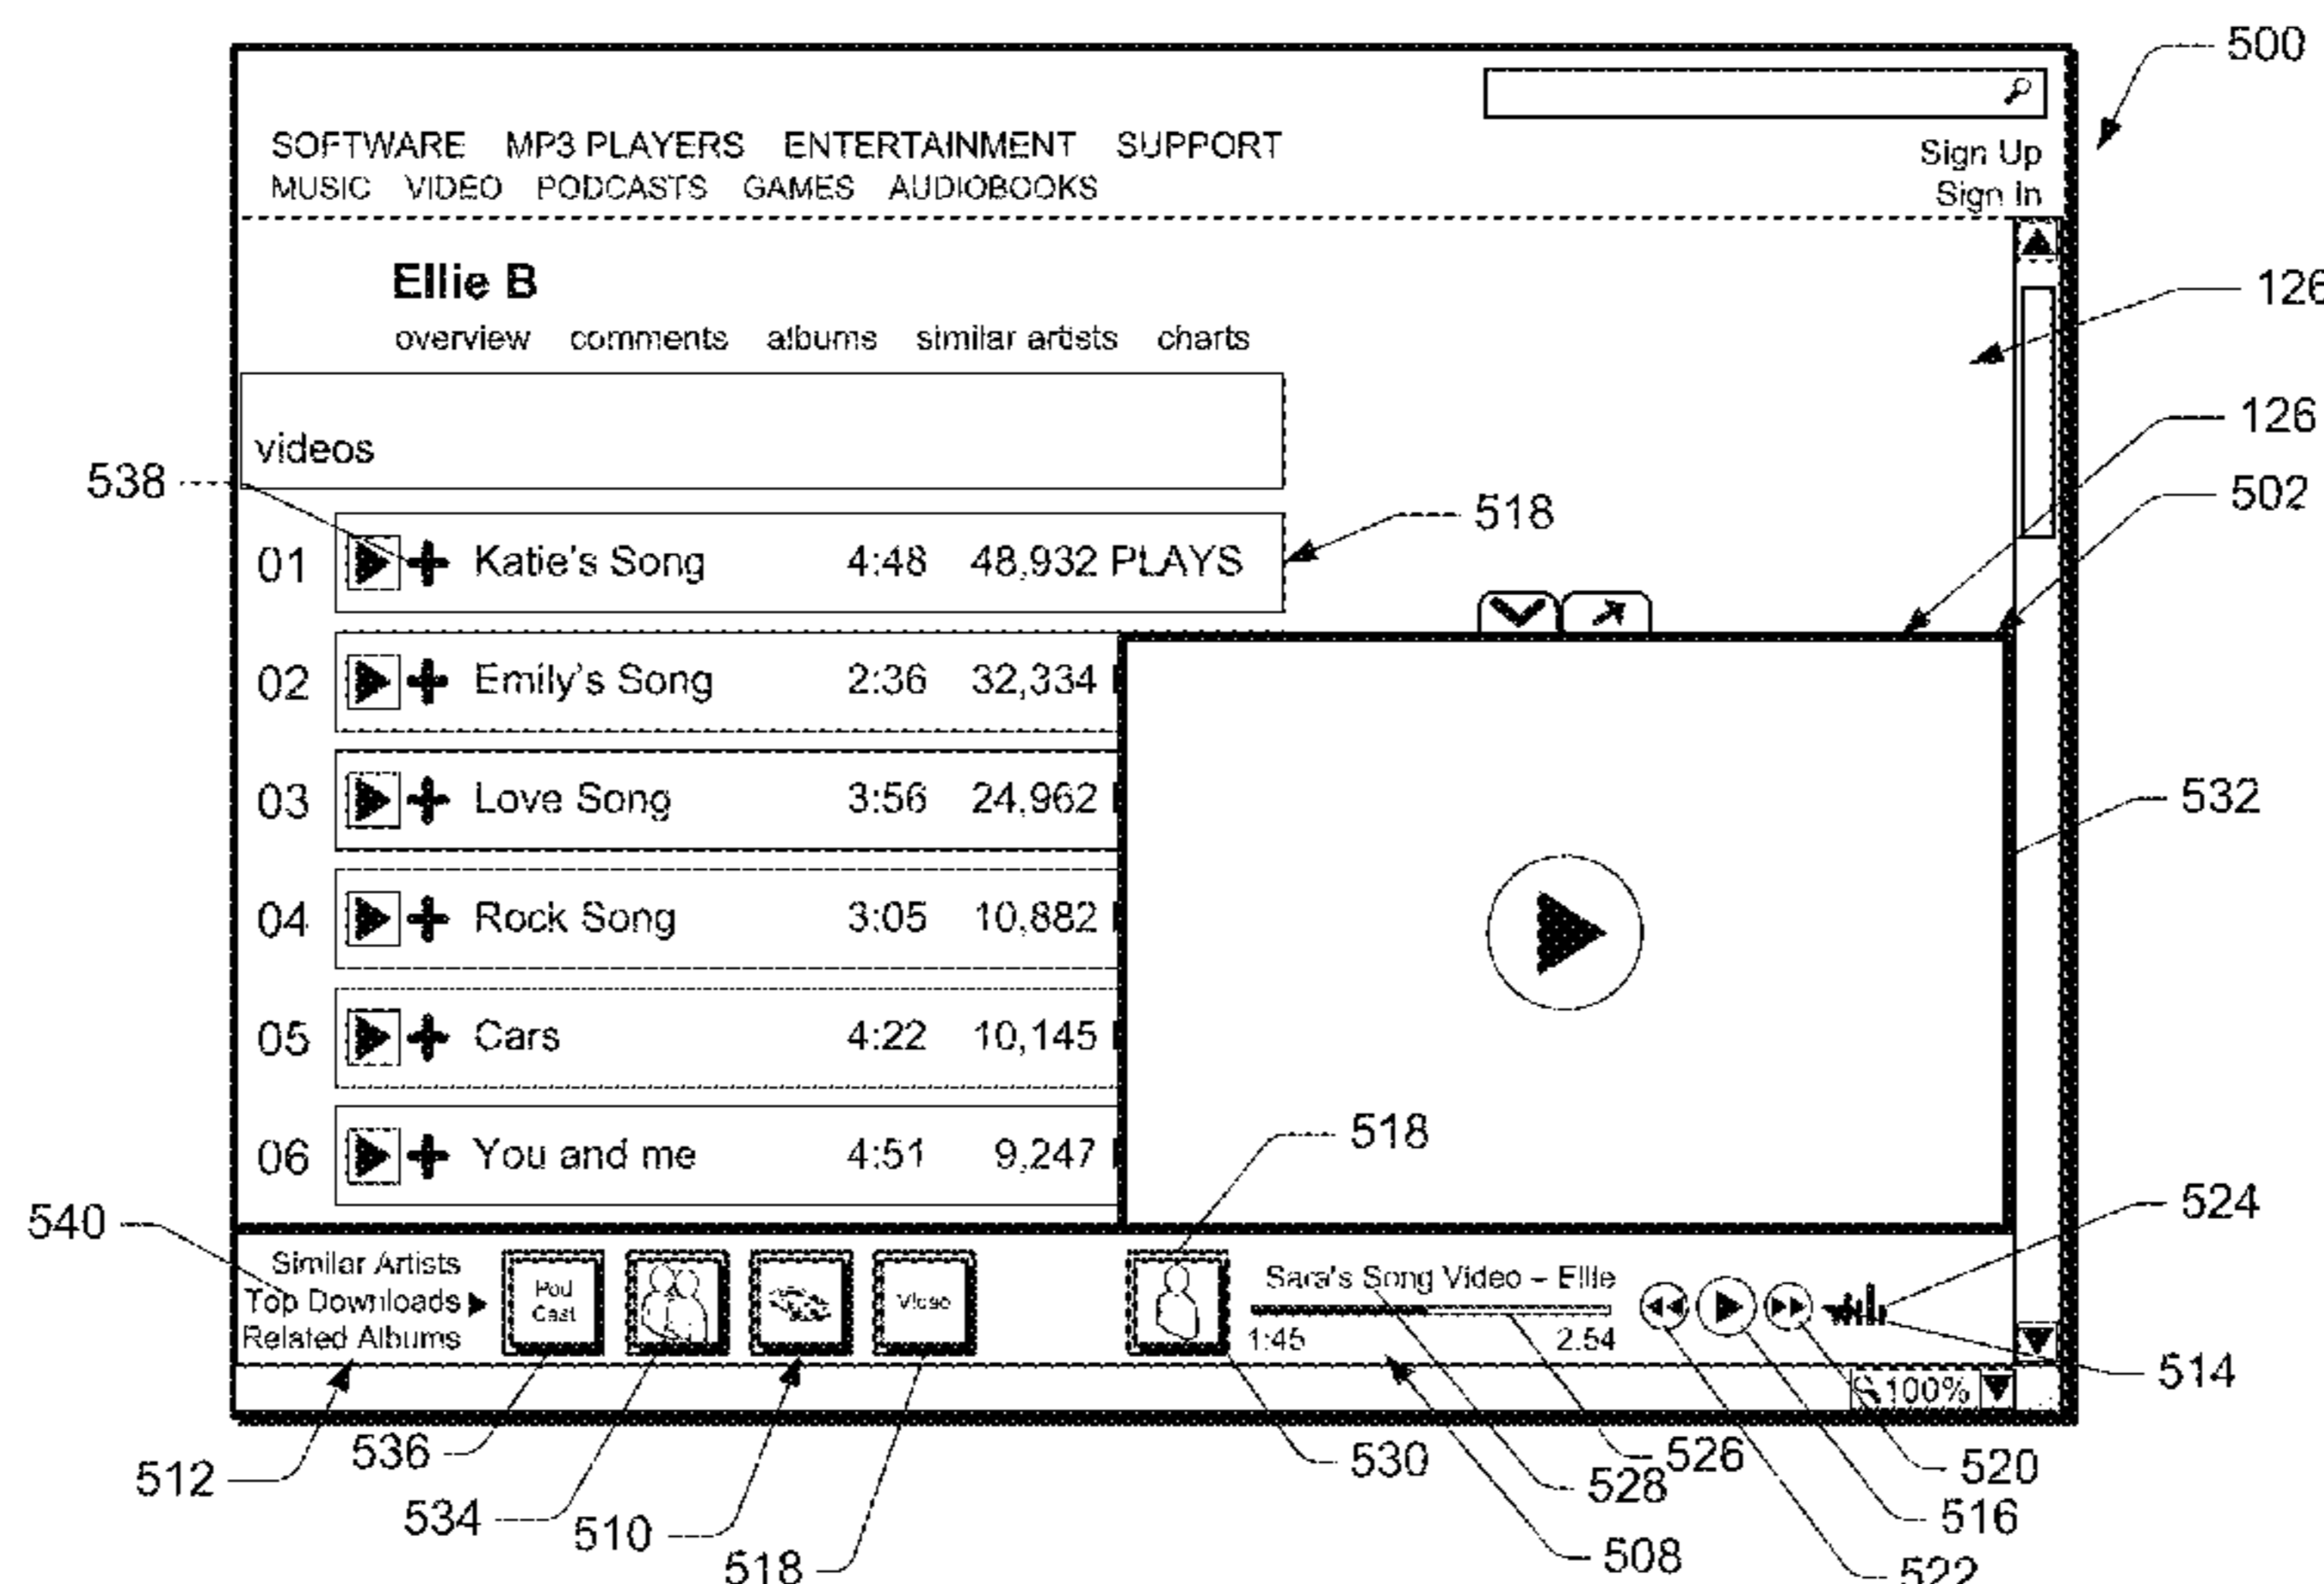 500
SOFTWARE MP3 PLAYERS ENTERTAINMENT SUPPORT
Sign Up
MUSIC VIDEO PODCASTS GAMES AUDIOBOOKS
Sign In
Ellie B
126
overview comments albums similar artists charts
126
videos
538
502
518
01 Katie's Song 4:48 48,932 PLAYS
02 Emily's Song 2:36 32,334
03 Love Song 3:56 24,962
532
04 Rock Song 3:05 10,882
05 Cars 4:22 10,145
06 You and me 4:51 9,247
518
524
540
Similar Artists
Top Downloads
Related Albums
Pod
Cast
Video
Sara's Song Video – Ellie
1:45 2.54
514
100%
536
530
526
512
528
520
534
510
516
518
508
522